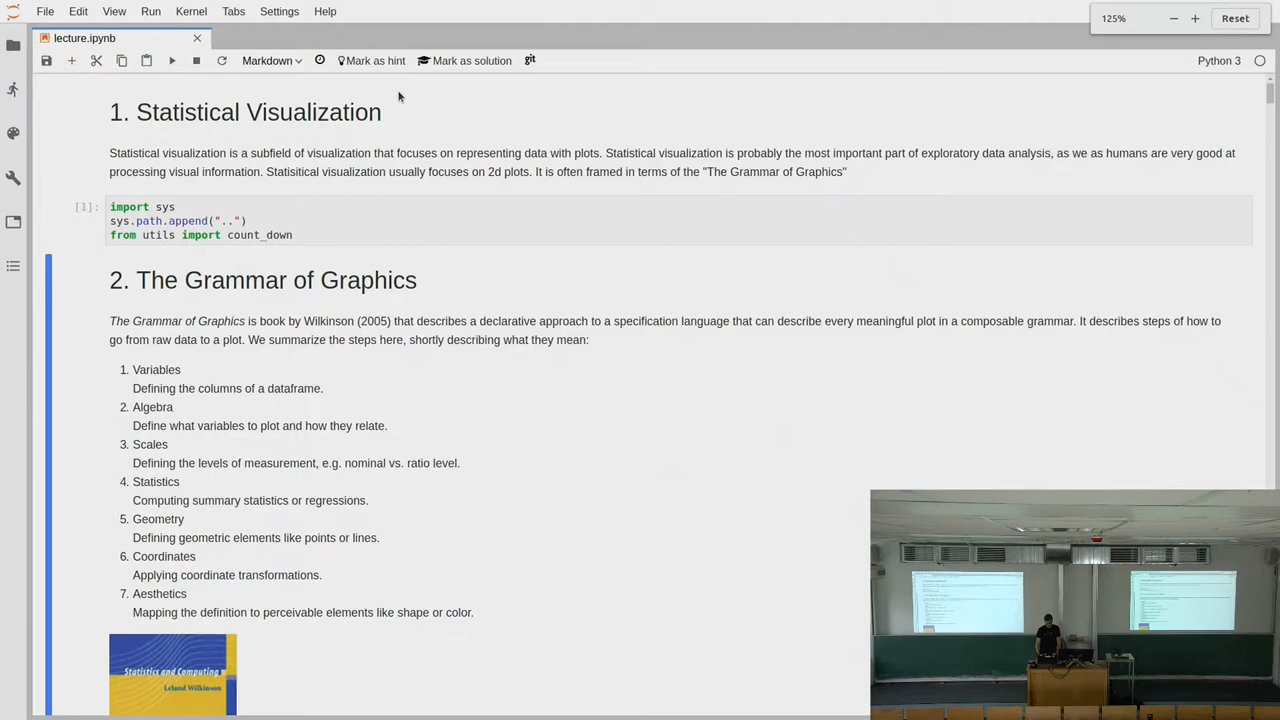 File Edit View Run Kernel Tabs Settings Help
125% − + Reset
lecture.ipynb
Markdown Mark as hint Mark as solution git Python 3
1. Statistical Visualization
Statistical visualization is a subfield of visualization that focuses on representing data with plots. Statistical visualization is probably the most important part of exploratory data analysis, as we as humans are very good at
processing visual information. Statisitical visualization usually focuses on 2d plots. It is often framed in terms of the "The Grammar of Graphics"
[1]: import sys
sys.path.append("..")
from utils import count_down
2. The Grammar of Graphics
The Grammar of Graphics is book by Wilkinson (2005) that describes a declarative approach to a specification language that can describe every meaningful plot in a composable grammar. It describes steps of how to
go from raw data to a plot. We summarize the steps here, shortly describing what they mean:
1. Variables
Defining the columns of a dataframe.
2. Algebra
Define what variables to plot and how they relate.
3. Scales
Defining the levels of measurement, e.g. nominal vs. ratio level.
4. Statistics
Computing summary statistics or regressions.
5. Geometry
Defining geometric elements like points or lines.
6. Coordinates
Applying coordinate transformations.
7. Aesthetics
Mapping the definition to perceivable elements like shape or color.
Statistics and Computing
Leland Wilkinson